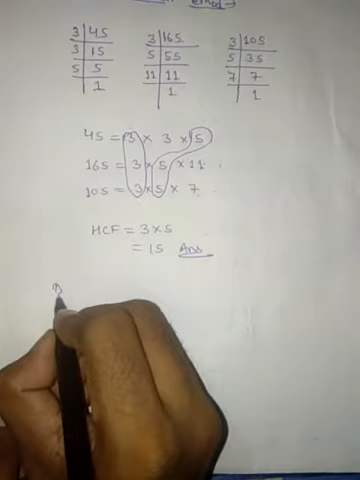 3 | 45
3 | 15
5 | 5
1
3 | 165
5 | 55
11 | 11
1
3 | 105
5 | 35
7 | 7
1
45 = 3 × 3 × 5
165 = 3 × 5 × 11
105 = 3 × 5 × 7
HCF = 3 × 5
= 15 Ans